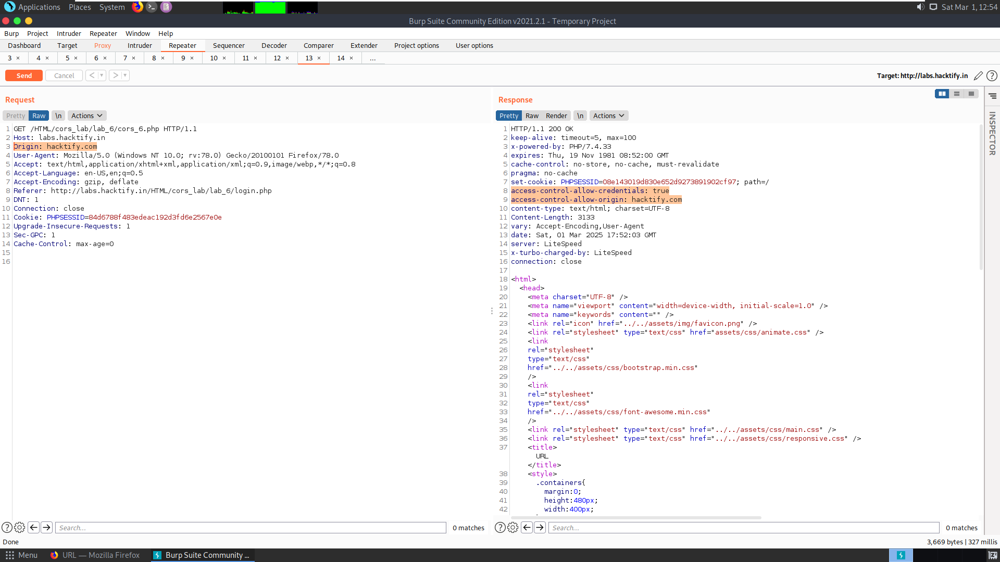 Applications Places System Sat Mar 1, 12:54
Burp Suite Community Edition v2021.2.1 - Temporary Project
Burp Project Intruder Repeater Window Help
Dashboard Target Proxy Intruder Repeater Sequencer Decoder Comparer Extender Project options User options
3 × 4 × 5 × 6 × 7 × 8 × 9 × 10 × 11 × 12 × 13 × 14 × ...
Send Cancel < > Target: http://labs.hacktify.in ?
Request
Pretty Raw \n Actions
1 GET /HTML/cors_lab/lab_6/cors_6.php HTTP/1.1
2 Host: labs.hacktify.in
3 Origin: hacktify.com
4 User-Agent: Mozilla/5.0 (Windows NT 10.0; rv:78.0) Gecko/20100101 Firefox/78.0
5 Accept: text/html,application/xhtml+xml,application/xml;q=0.9,image/webp,*/*;q=0.8
6 Accept-Language: en-US,en;q=0.5
7 Accept-Encoding: gzip, deflate
8 Referer: http://labs.hacktify.in/HTML/cors_lab/lab_6/login.php
9 DNT: 1
10 Connection: close
11 Cookie: PHPSESSID=84d6788f483edeac192d3fd6e2567e0e
12 Upgrade-Insecure-Requests: 1
13 Sec-GPC: 1
14 Cache-Control: max-age=0
15
16
? Search... 0 matches
Response
Pretty Raw Render \n Actions
1 HTTP/1.1 200 OK
2 keep-alive: timeout=5, max=100
3 x-powered-by: PHP/7.4.33
4 expires: Thu, 19 Nov 1981 08:52:00 GMT
5 cache-control: no-store, no-cache, must-revalidate
6 pragma: no-cache
7 set-cookie: PHPSESSID=08e143019d830e652d9273891902cf97; path=/
8 access-control-allow-credentials: true
9 access-control-allow-origin: hacktify.com
10 content-type: text/html; charset=UTF-8
11 Content-Length: 3133
12 vary: Accept-Encoding,User-Agent
13 date: Sat, 01 Mar 2025 17:52:03 GMT
14 server: LiteSpeed
15 x-turbo-charged-by: LiteSpeed
16 connection: close
17
18 <html>
19 <head>
20 <meta charset="UTF-8" />
21 <meta name="viewport" content="width=device-width, initial-scale=1.0" />
22 <meta name="keywords" content="" />
23 <link rel="icon" href="../../assets/img/favicon.png" />
24 <link rel="stylesheet" type="text/css" href="assets/css/animate.css" />
25 <link
26 rel="stylesheet"
27 type="text/css"
28 href="../../assets/css/bootstrap.min.css"
29 />
30 <link
31 rel="stylesheet"
32 type="text/css"
33 href="../../assets/css/font-awesome.min.css"
34 />
35 <link rel="stylesheet" type="text/css" href="../../assets/css/main.css" />
36 <link rel="stylesheet" type="text/css" href="../../assets/css/responsive.css" />
37 <title>
URL
</title>
38 <style>
39 .containers{
40 margin:0;
41 height:480px;
42 width:400px;
? Search... 0 matches
INSPECTOR
Done 3,669 bytes | 327 millis
Menu URL — Mozilla Firefox Burp Suite Community ...